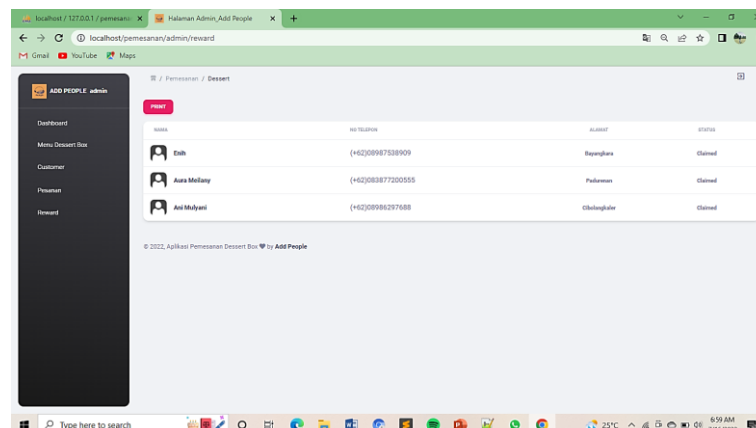 localhost / 127.0.0.1 / pemesana
Halaman Admin_Add People
localhost/pemesanan/admin/reward
Gmail YouTube Maps
ADD PEOPLE admin
/ Pemesanan / Dessert
PRINT
Dashboard
Menu Dessert Box
Customer
Pesanan
Reward
NAMA NO TELEPON ALAMAT STATUS
Enih (+62)08987538909 Bayangkara Claimed
Aura Meilany (+62)083877200555 Claimed
Ani Mulyani (+62)08986297688 Cibolangkaler Claimed
© 2022, Aplikasi Pemesanan Dessert Box by Add People
Type here to search
25°C
6:59 AM